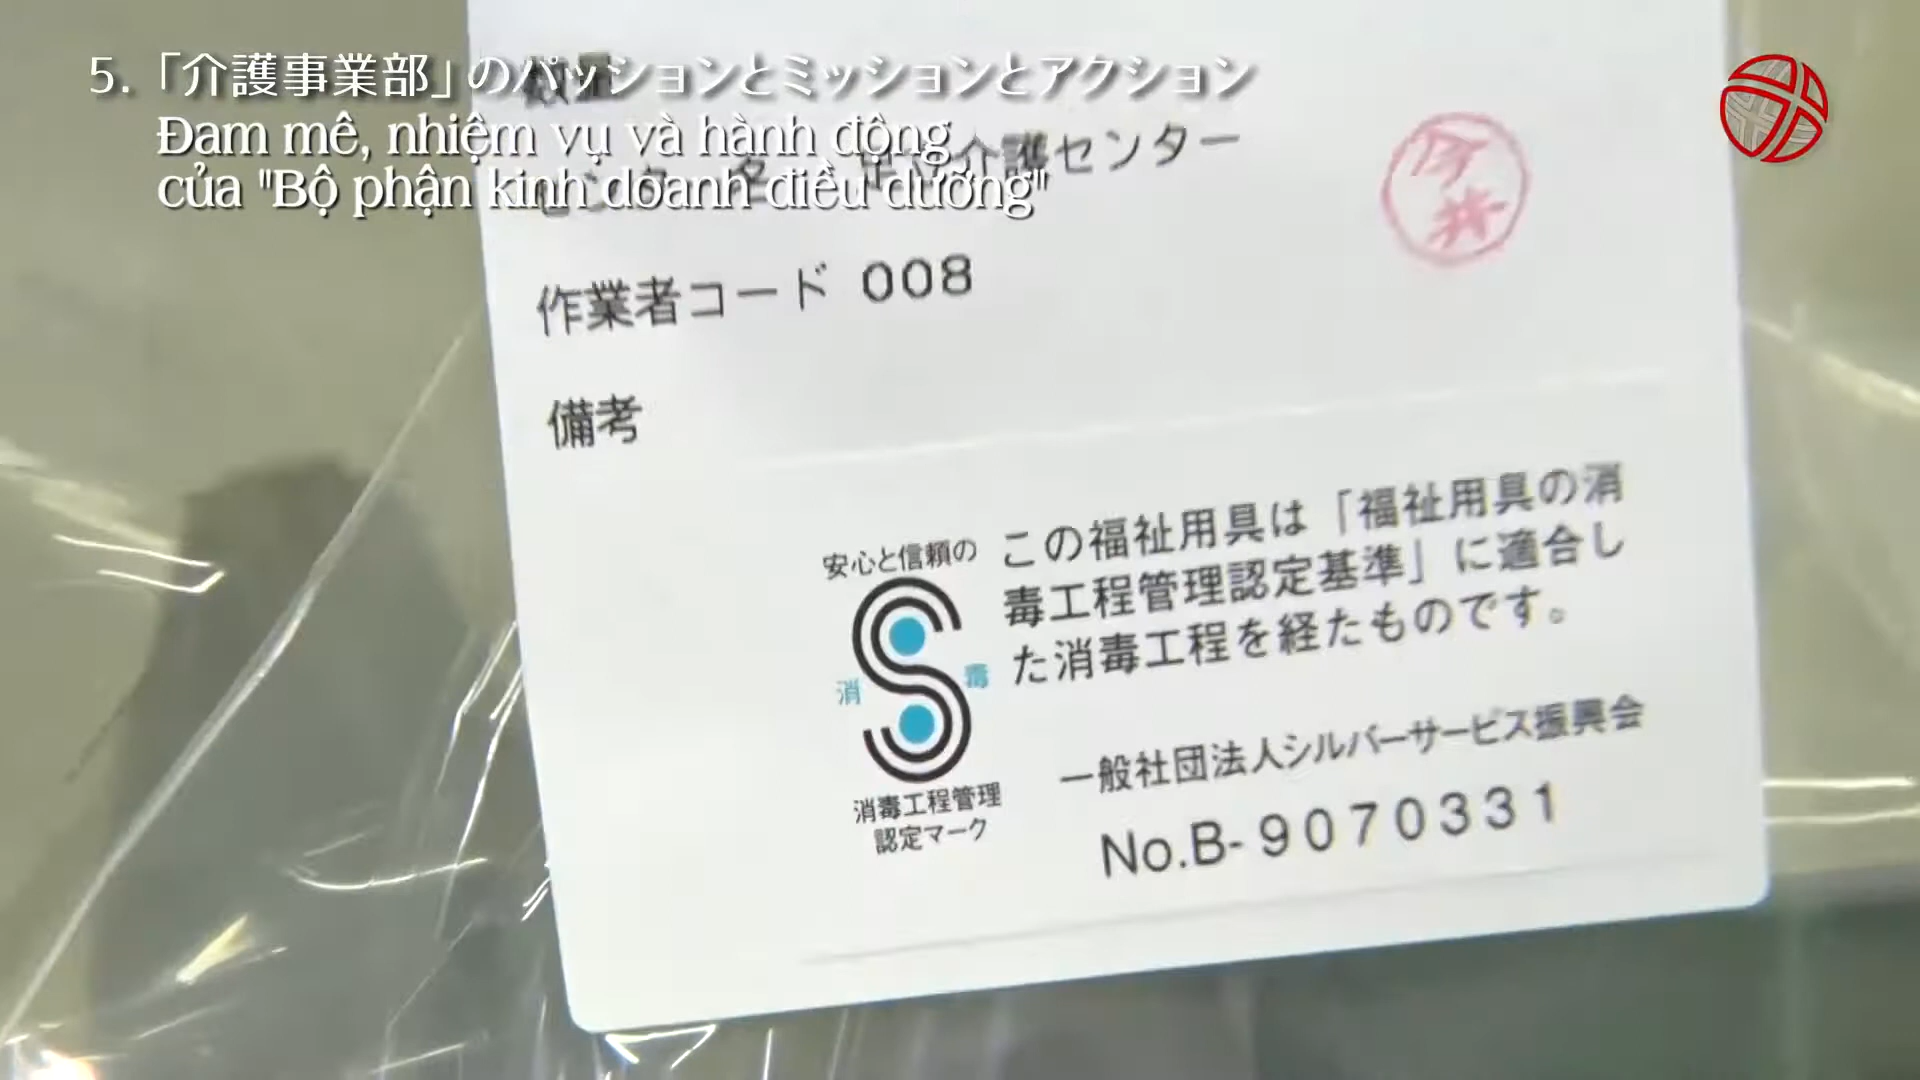 5.「介護事業部」のパッションとミッションとアクション
Đam mê, nhiệm vụ và hành động
của "Bộ phận kinh doanh điều dưỡng"
数量
介護センター
作業者コード 008
備考
安心と信頼の
消 毒
消毒工程管理
認定マーク
この福祉用具は「福祉用具の消
毒工程管理認定基準」に適合し
た消毒工程を経たものです。
一般社団法人シルバーサービス振興会
No.B-9070331